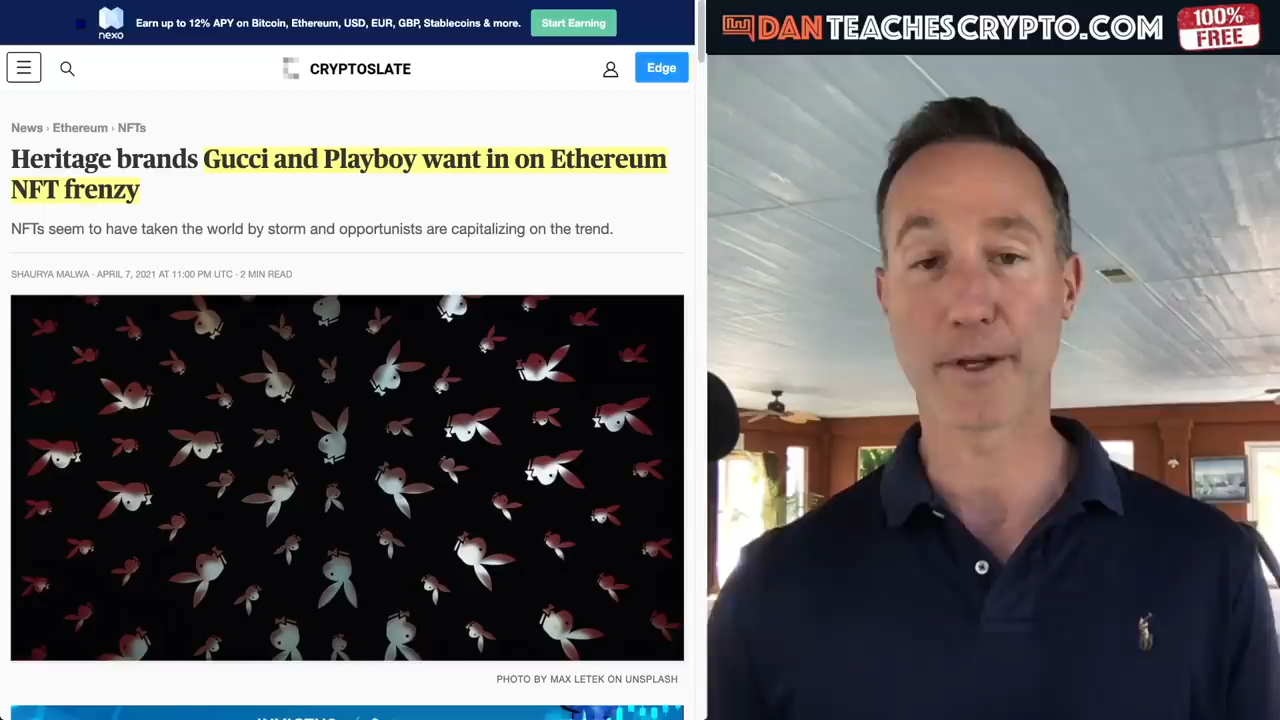 nexo
Earn up to 12% APY on Bitcoin, Ethereum, USD, EUR, GBP, Stablecoins & more.
Start Earning
CRYPTOSLATE
Edge
News › Ethereum › NFTs
Heritage brands Gucci and Playboy want in on Ethereum
NFT frenzy
NFTs seem to have taken the world by storm and opportunists are capitalizing on the trend.
SHAURYA MALWA · APRIL 7, 2021 AT 11:00 PM UTC · 2 MIN READ
PHOTO BY MAX LETEK ON UNSPLASH
DANTEACHESCRYPTO.COM
100%
FREE